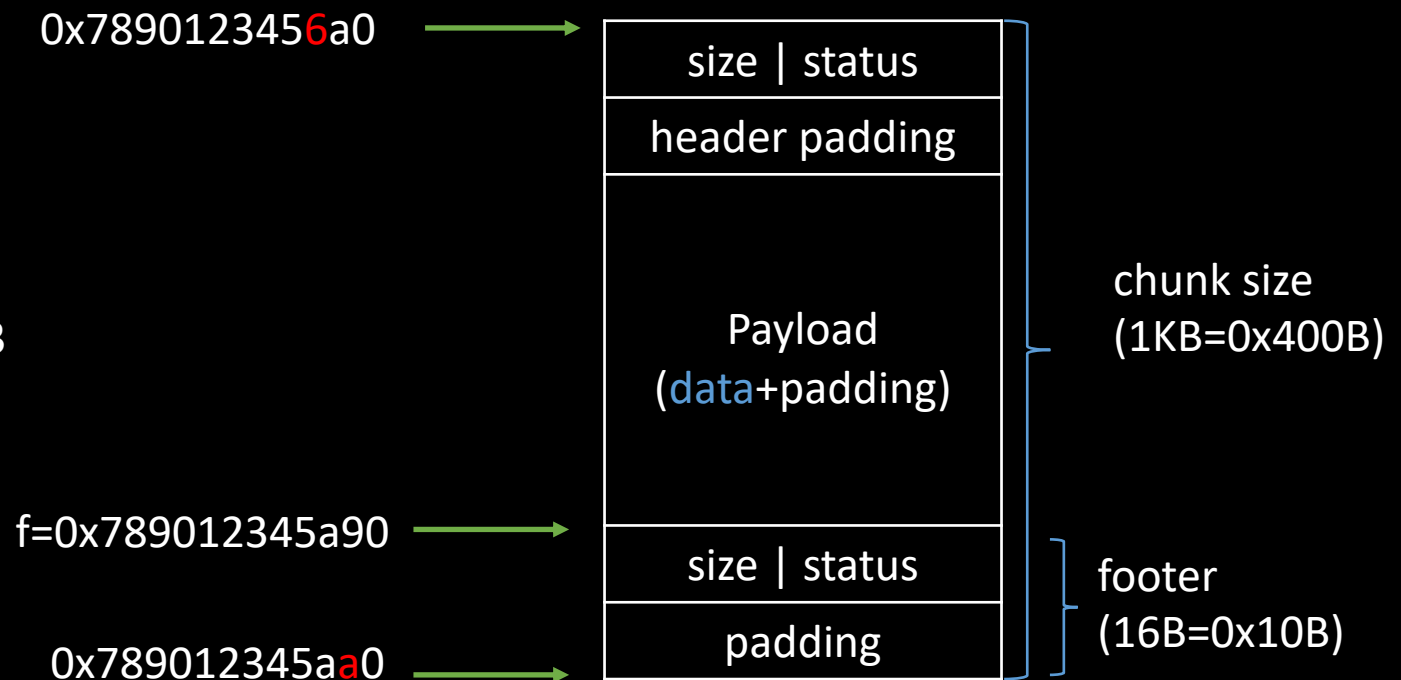 0x7890123456a0
size | status
header padding
Payload
(data+padding)
chunk size
(1KB=0x400B)
f=0x789012345a90
size | status
footer
(16B=0x10B)
padding
0x789012345aa0